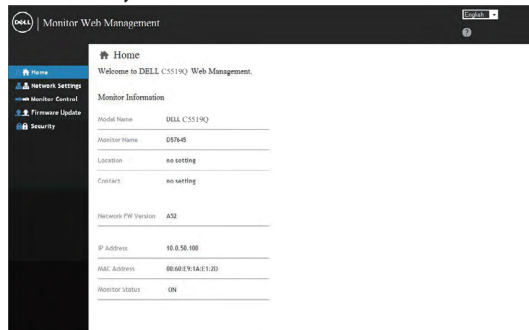 DELL Monitor Web Management
English
?
Home
Network Settings
Monitor Control
Firmware Update
Security
Home
Welcome to DELL C5519Q Web Management.
Monitor Information
Model Name DELL C5519Q
Monitor Name D57645
Location no setting
Contact no setting
Network FW Version A52
IP Address 10.0.50.100
MAC Address 00:60:E9:1A:E1:2D
Monitor Status ON